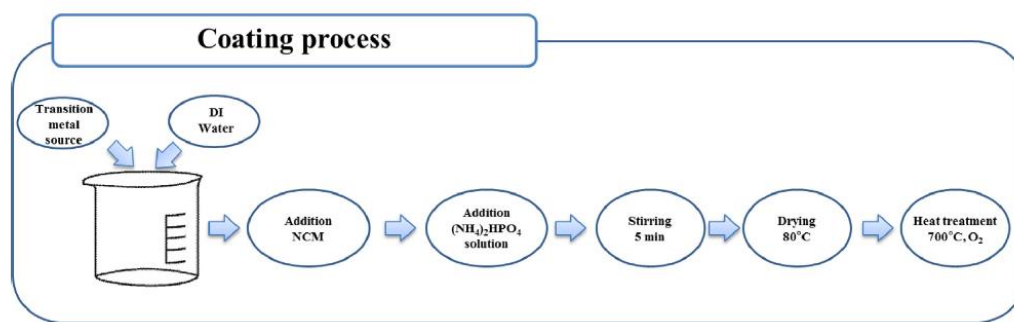 Coating process
Transition
metal
source
DI
Water
Addition
NCM
Addition
(NH₄)₂HPO₄
solution
Stirring
5 min
Drying
80°C
Heat treatment
700°C, O₂